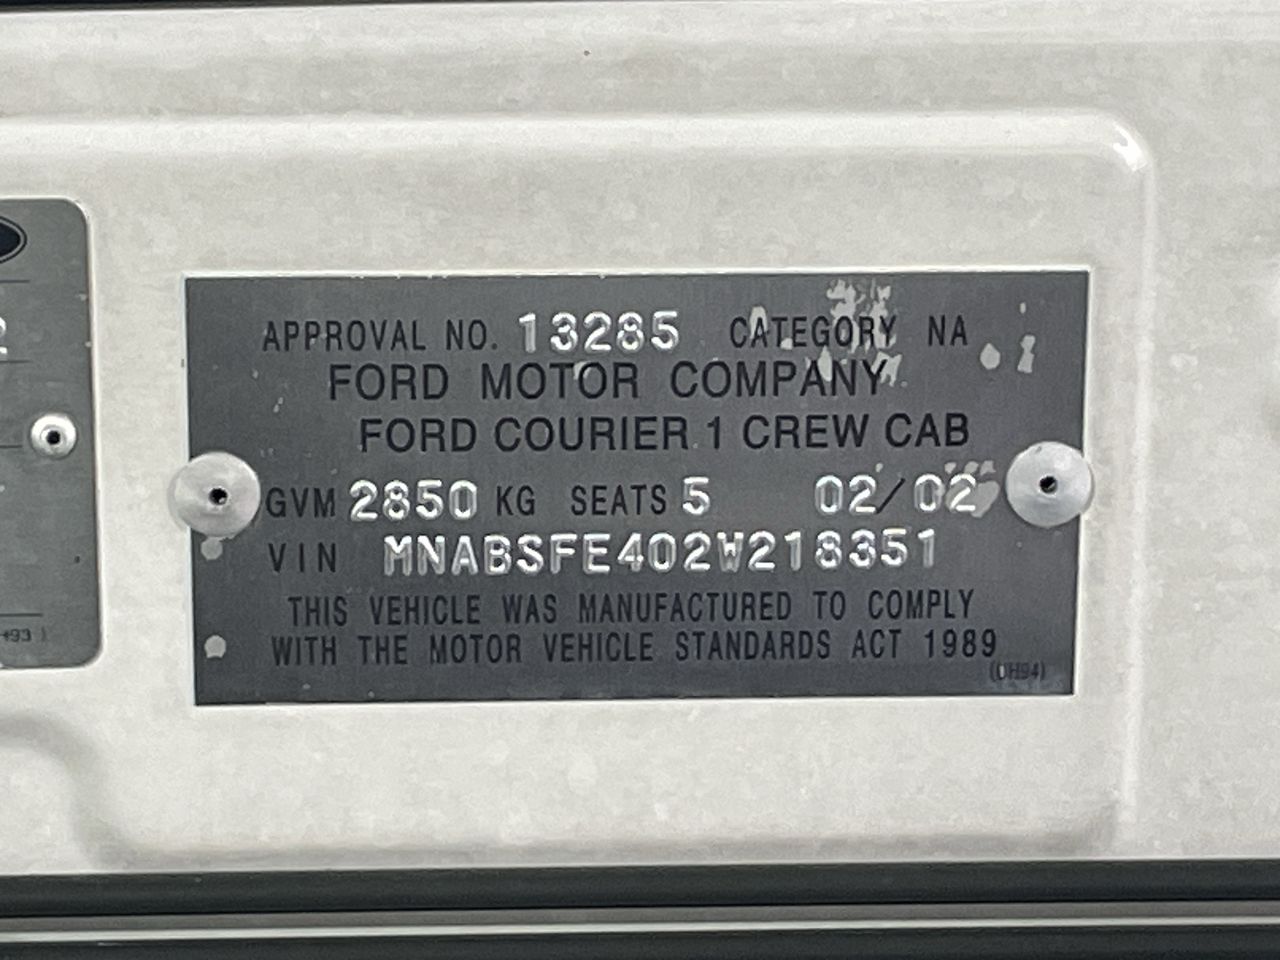 APPROVAL NO. 13285 CATEGORY NA
FORD MOTOR COMPANY
FORD COURIER 1 CREW CAB
GVM 2850 KG SEATS 5 02/02
VIN MNABSFE402W218351
THIS VEHICLE WAS MANUFACTURED TO COMPLY
WITH THE MOTOR VEHICLE STANDARDS ACT 1989
(DH94)